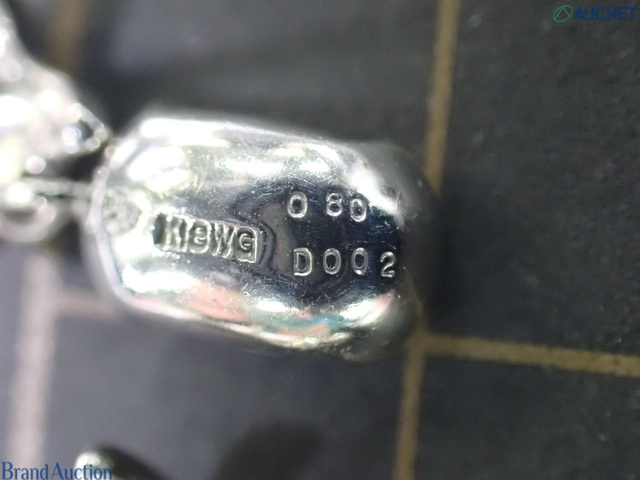 AUCNET
0 80
K18WG
D002
Brand Auction